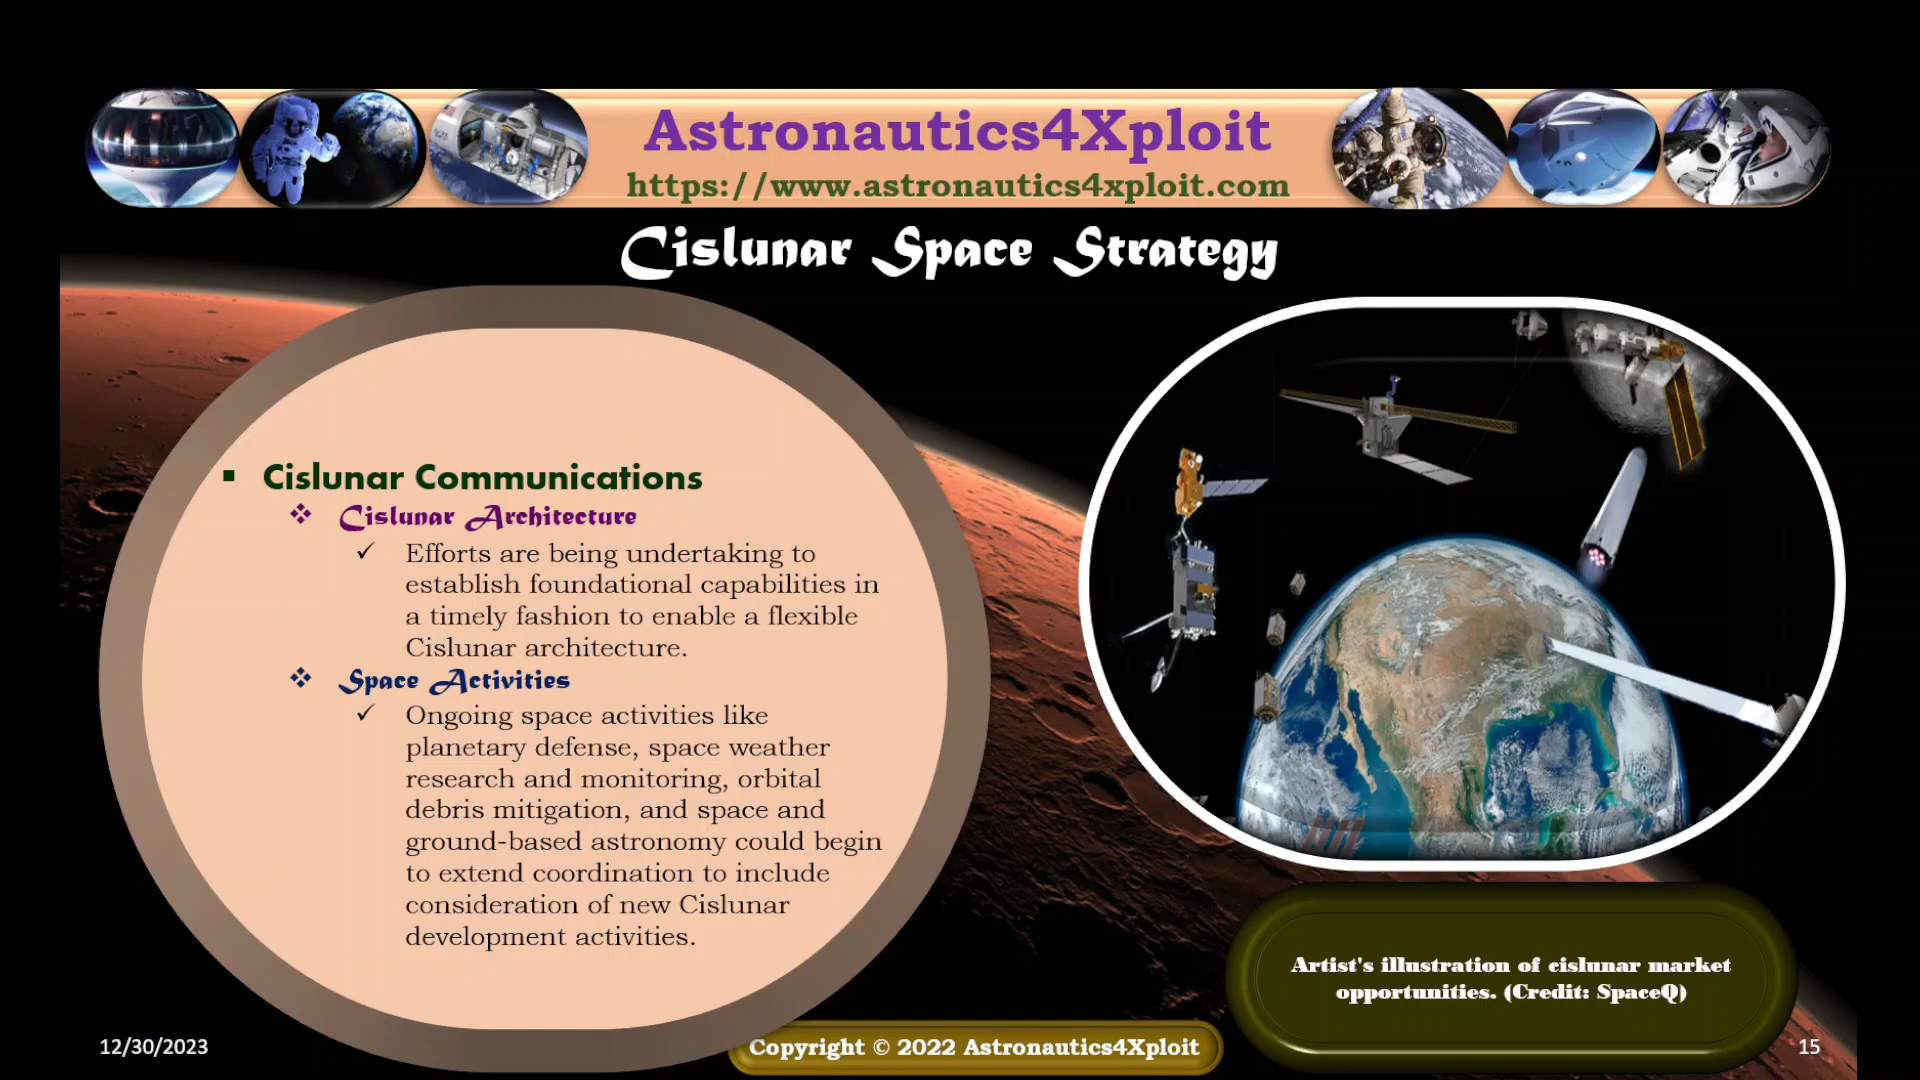 Astronautics4Xploit
https://www.astronautics4xploit.com
Cislunar Space Strategy
▪ Cislunar Communications
❖ Cislunar Architecture
✓ Efforts are being undertaking to
establish foundational capabilities in
a timely fashion to enable a flexible
Cislunar architecture.
❖ Space Activities
✓ Ongoing space activities like
planetary defense, space weather
research and monitoring, orbital
debris mitigation, and space and
ground-based astronomy could begin
to extend coordination to include
consideration of new Cislunar
development activities.
Artist's illustration of cislunar market
opportunities. (Credit: SpaceQ)
12/30/2023
Copyright © 2022 Astronautics4Xploit
15